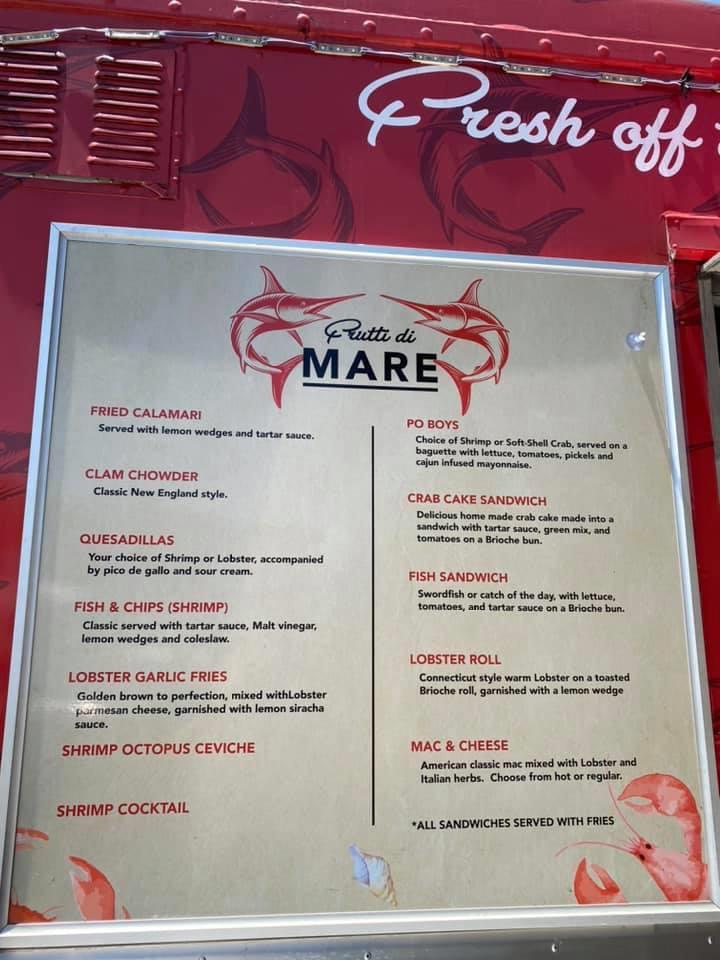 Fresh off
Frutti di
MARE
FRIED CALAMARI
Served with lemon wedges and tartar sauce.
CLAM CHOWDER
Classic New England style.
QUESADILLAS
Your choice of Shrimp or Lobster, accompanied
by pico de gallo and sour cream.
FISH & CHIPS (SHRIMP)
Classic served with tartar sauce, Malt vinegar,
lemon wedges and coleslaw.
LOBSTER GARLIC FRIES
Golden brown to perfection, mixed withLobster
parmesan cheese, garnished with lemon siracha
sauce.
SHRIMP OCTOPUS CEVICHE
SHRIMP COCKTAIL
PO BOYS
Choice of Shrimp or Soft-Shell Crab, served on a
baguette with lettuce, tomatoes, pickels and
cajun infused mayonnaise.
CRAB CAKE SANDWICH
Delicious home made crab cake made into a
sandwich with tartar sauce, green mix, and
tomatoes on a Brioche bun.
FISH SANDWICH
Swordfish or catch of the day, with lettuce,
tomatoes, and tartar sauce on a Brioche bun.
LOBSTER ROLL
Connecticut style warm Lobster on a toasted
Brioche roll, garnished with a lemon wedge
MAC & CHEESE
American classic mac mixed with Lobster and
Italian herbs. Choose from hot or regular.
*ALL SANDWICHES SERVED WITH FRIES